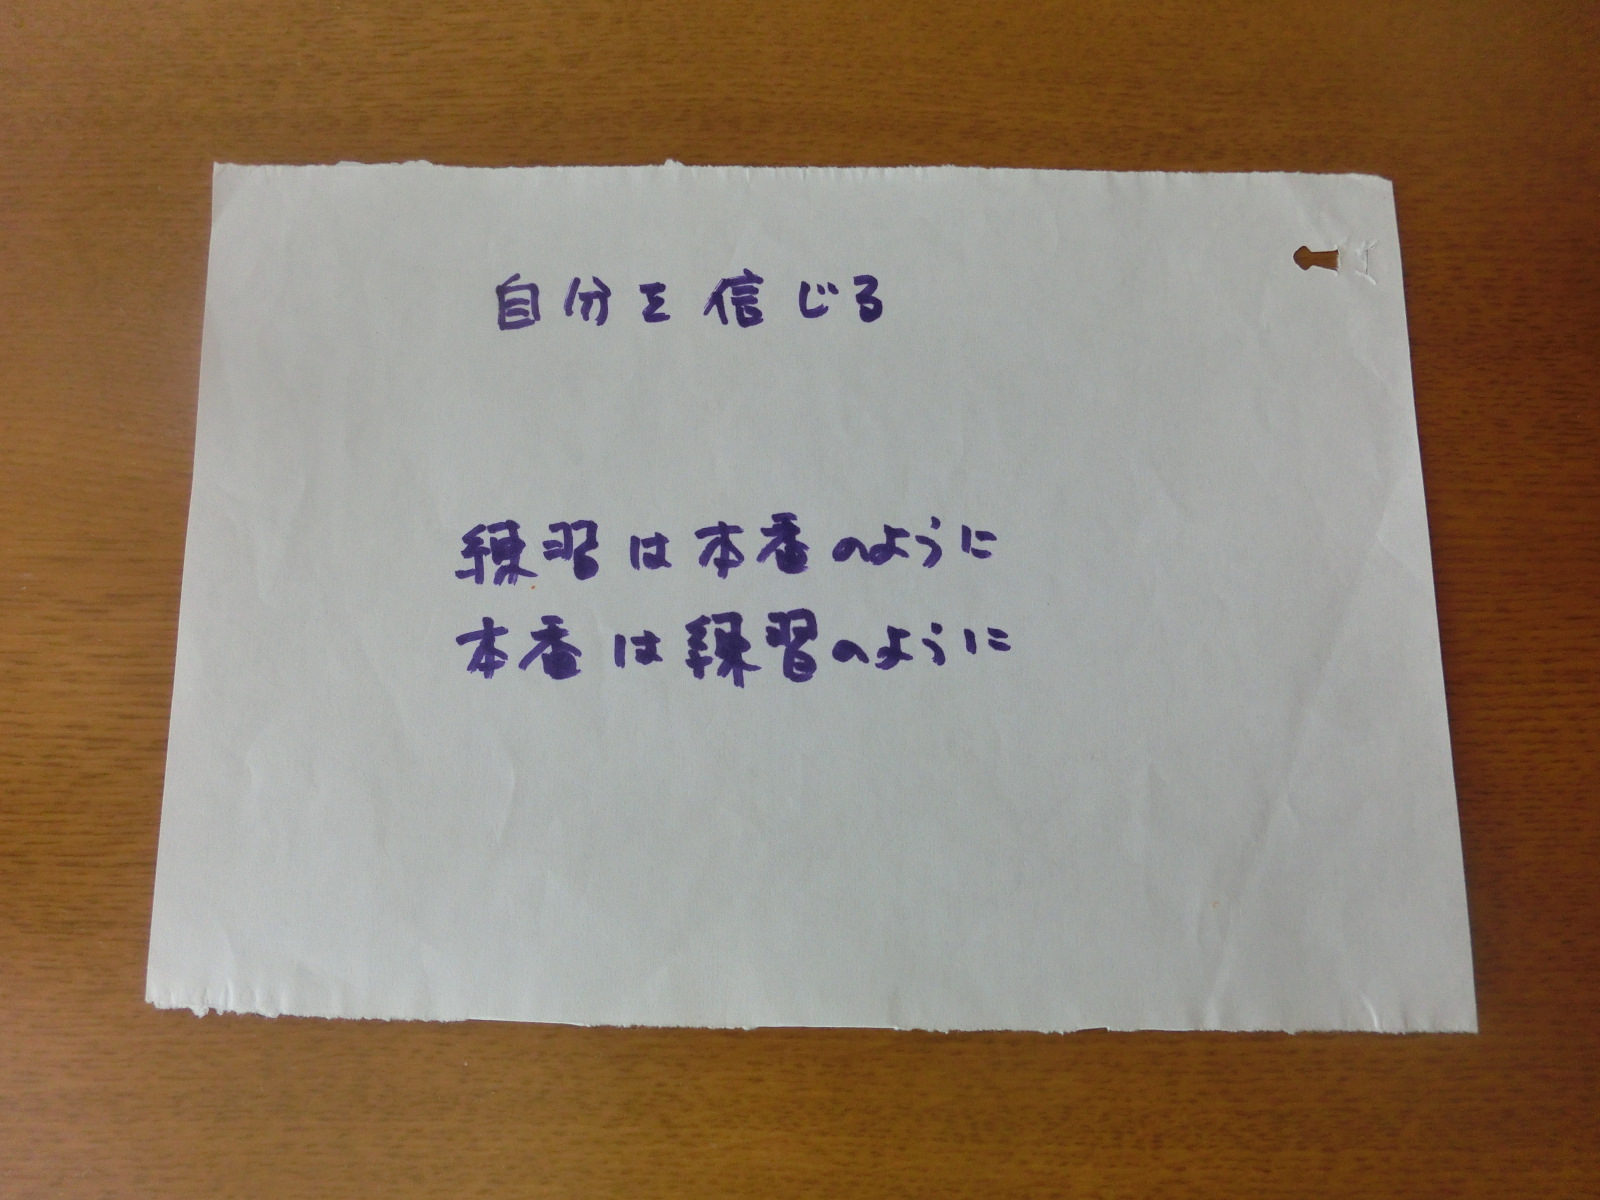 自分を信じる
練習は本番のように
本番は練習のように